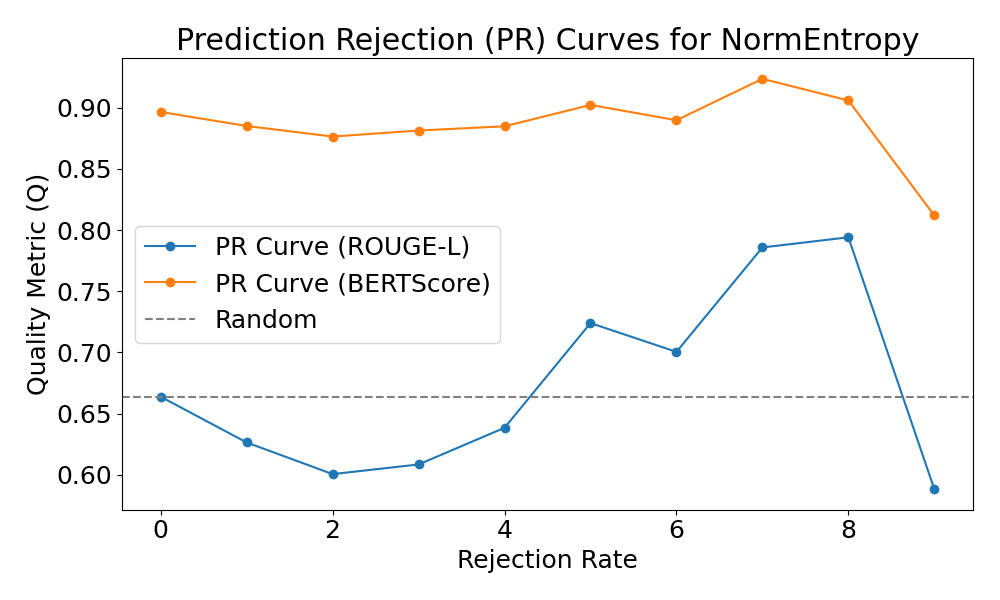 Prediction Rejection (PR) Curves for NormEntropy
Quality Metric (Q)
0.90
0.85
0.80
0.75
0.70
0.65
0.60
PR Curve (ROUGE-L)
PR Curve (BERTScore)
Random
0 2 4 6 8
Rejection Rate